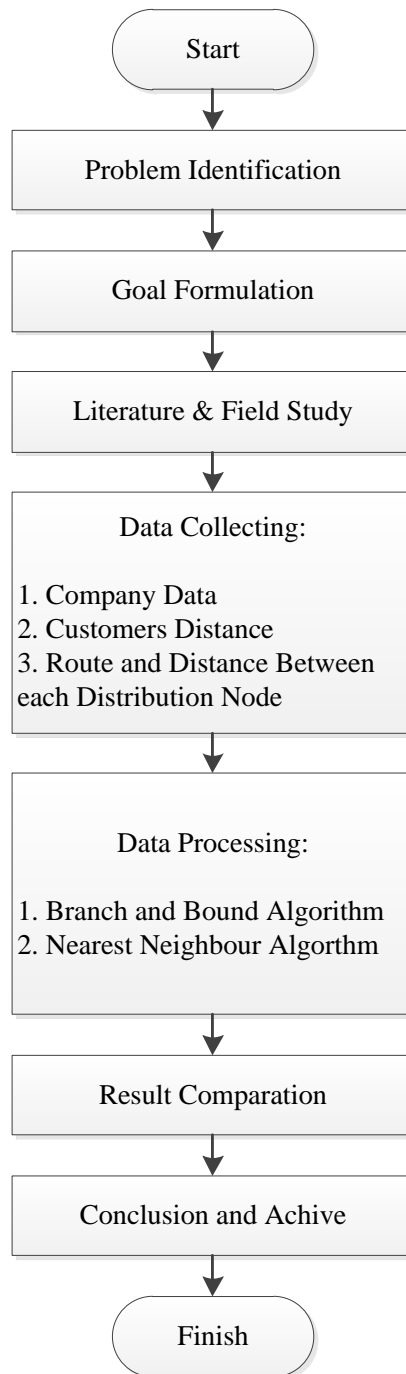 Start
Problem Identification
Goal Formulation
Literature & Field Study
Data Collecting:
1. Company Data
2. Customers Distance
3. Route and Distance Between
each Distribution Node
Data Processing:
1. Branch and Bound Algorithm
2. Nearest Neighbour Algorthm
Result Comparation
Conclusion and Achive
Finish